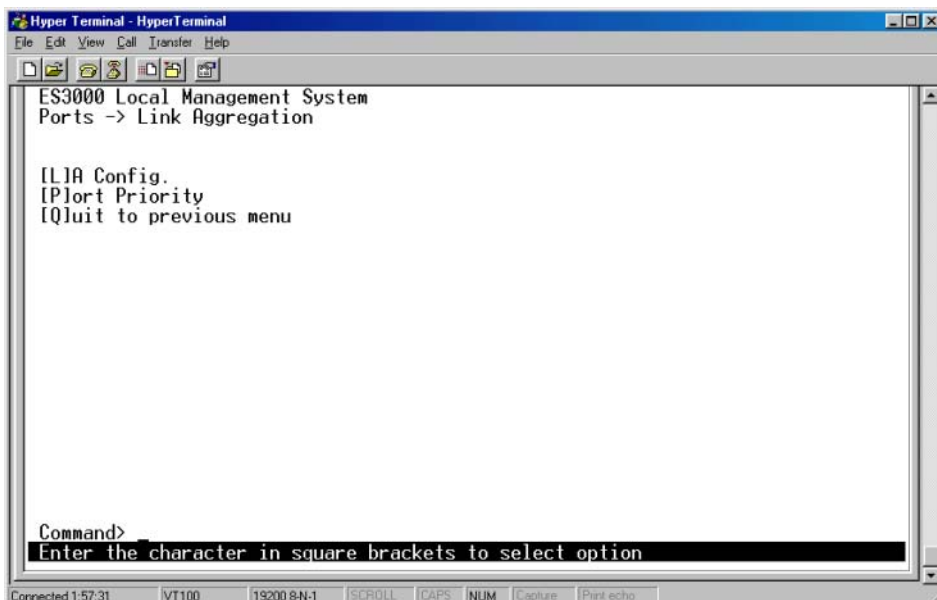 Hyper Terminal - HyperTerminal
File Edit View Call Transfer Help
ES3000 Local Management System
Ports -> Link Aggregation
[L]A Config.
[P]ort Priority
[Q]uit to previous menu
Command> _
Enter the character in square brackets to select option
Connected 1:57:31 VT100 19200 8-N-1 SCROLL CAPS NUM Capture Print echo